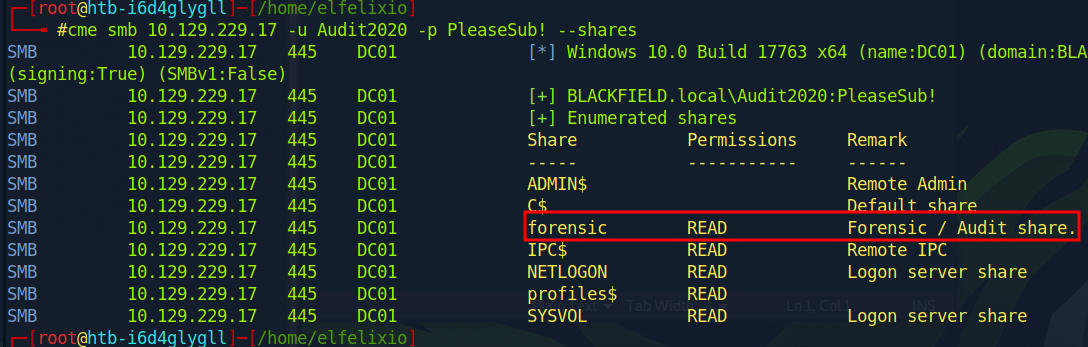 [root@htb-i6d4glygll]-[/home/elfelixio]
#cme smb 10.129.229.17 -u Audit2020 -p PleaseSub! --shares
SMB 10.129.229.17 445 DC01 [*] Windows 10.0 Build 17763 x64 (name:DC01) (domain:BLA
(signing:True) (SMBv1:False)
SMB 10.129.229.17 445 DC01 [+] BLACKFIELD.local\Audit2020:PleaseSub!
SMB 10.129.229.17 445 DC01 [+] Enumerated shares
SMB 10.129.229.17 445 DC01 Share Permissions Remark
SMB 10.129.229.17 445 DC01 ----- ----------- ------
SMB 10.129.229.17 445 DC01 ADMIN$ Remote Admin
SMB 10.129.229.17 445 DC01 C$ Default share
SMB 10.129.229.17 445 DC01 forensic READ Forensic / Audit share.
SMB 10.129.229.17 445 DC01 IPC$ READ Remote IPC
SMB 10.129.229.17 445 DC01 NETLOGON READ Logon server share
SMB 10.129.229.17 445 DC01 profiles$ READ
SMB 10.129.229.17 445 DC01 SYSVOL READ Logon server share
[root@htb-i6d4glygll]-[/home/elfelixio]